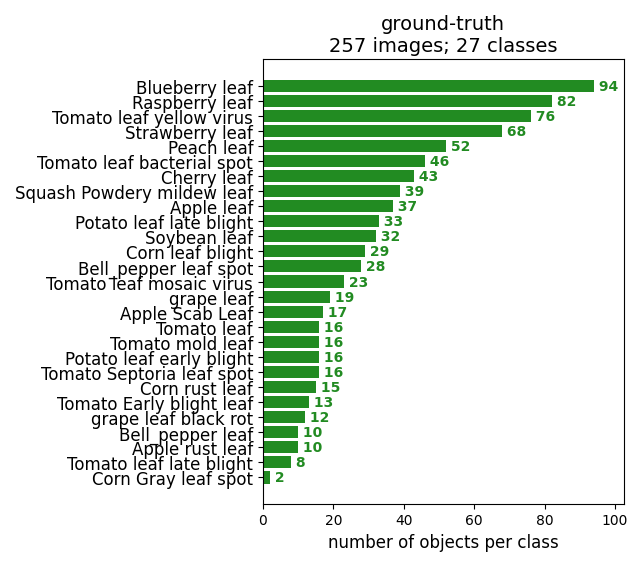 ground-truth
257 images; 27 classes
Blueberry leaf 94
Raspberry leaf 82
Tomato leaf yellow virus 76
Strawberry leaf 68
Peach leaf 52
Tomato leaf bacterial spot 46
Cherry leaf 43
Squash Powdery mildew leaf 39
Apple leaf 37
Potato leaf late blight 33
Soybean leaf 32
Corn leaf blight 29
Bell_pepper leaf spot 28
Tomato leaf mosaic virus 23
grape leaf 19
Apple Scab Leaf 17
Tomato leaf 16
Tomato mold leaf 16
Potato leaf early blight 16
Tomato Septoria leaf spot 16
Corn rust leaf 15
Tomato Early blight leaf 13
grape leaf black rot 12
Bell_pepper leaf 10
Apple rust leaf 10
Tomato leaf late blight 8
Corn Gray leaf spot 2
0 20 40 60 80 100
number of objects per class